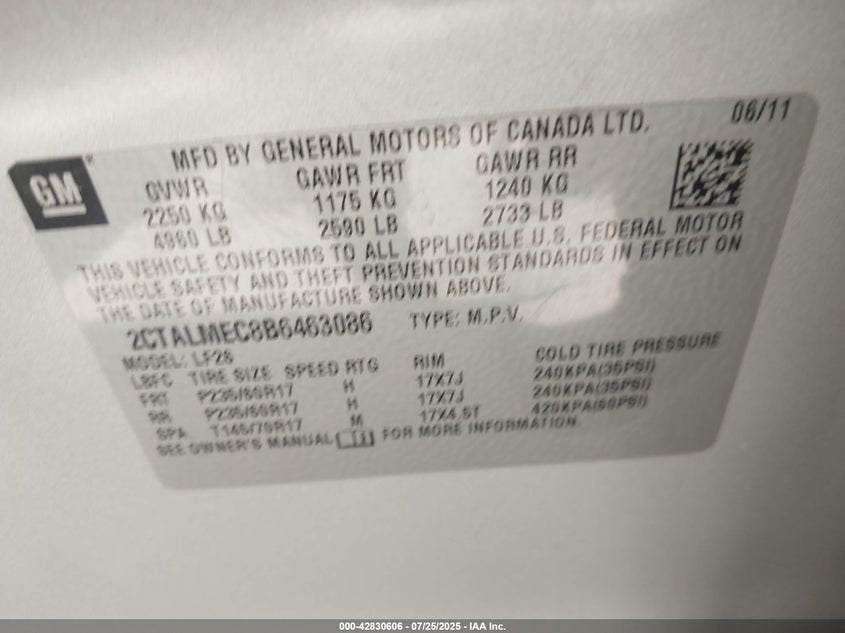 GM
MFD BY GENERAL MOTORS OF CANADA LTD. 06/11
GVWR GAWR FRT GAWR RR
2250 KG 1175 KG 1240 KG
4960 LB 2590 LB 2733 LB
THIS VEHICLE CONFORMS TO ALL APPLICABLE U.S. FEDERAL MOTOR
VEHICLE SAFETY AND THEFT PREVENTION STANDARDS IN EFFECT ON
THE DATE OF MANUFACTURE SHOWN ABOVE.
2CTALMEC8B6463086 TYPE: M.P.V.
MODEL: LF26
TIRE SIZE SPEED RTG RIM COLD TIRE PRESSURE
FRT P235/60R17 H 17X7J 240KPA(35PSI)
RR P235/60R17 H 17X7J 240KPA(35PSI)
SPA T145/70R17 M 17X4.5T 420KPA(60PSI)
SEE OWNER'S MANUAL FOR MORE INFORMATION.
000-42830606 - 07/25/2025 - IAA Inc.